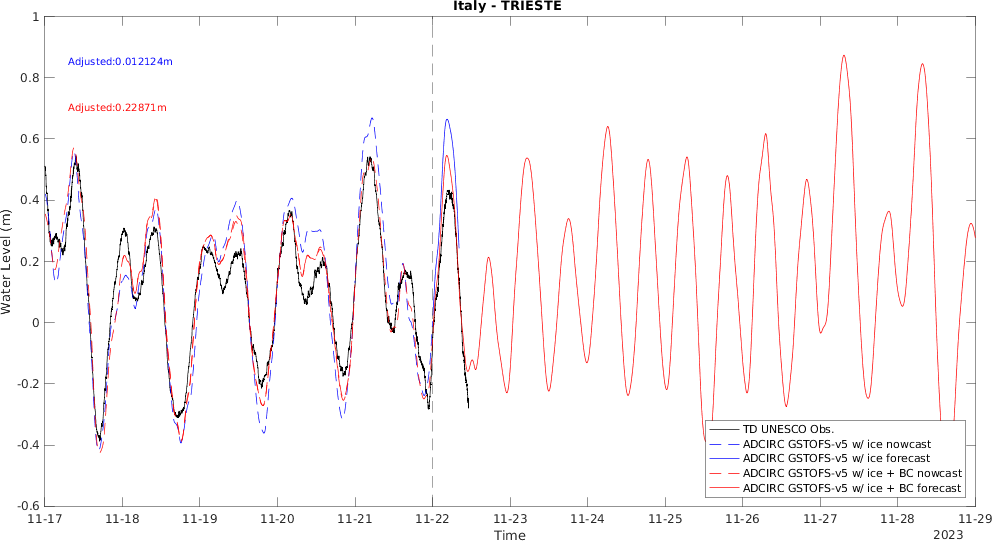 Italy - TRIESTE
Adjusted:0.012124m
Adjusted:0.22871m
Water Level (m)
1
0.8
0.6
0.4
0.2
0
-0.2
-0.4
-0.6
TD UNESCO Obs.
ADCIRC GSTOFS-v5 w/ ice nowcast
ADCIRC GSTOFS-v5 w/ ice forecast
ADCIRC GSTOFS-v5 w/ ice + BC nowcast
ADCIRC GSTOFS-v5 w/ ice + BC forecast
11-17 11-18 11-19 11-20 11-21 11-22 11-23 11-24 11-25 11-26 11-27 11-28 11-29
Time
2023